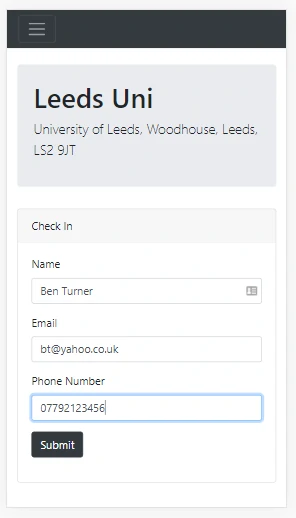 Leeds Uni
University of Leeds, Woodhouse, Leeds,
LS2 9JT
Check In
Name
Ben Turner
Email
bt@yahoo.co.uk
Phone Number
07792123456
Submit